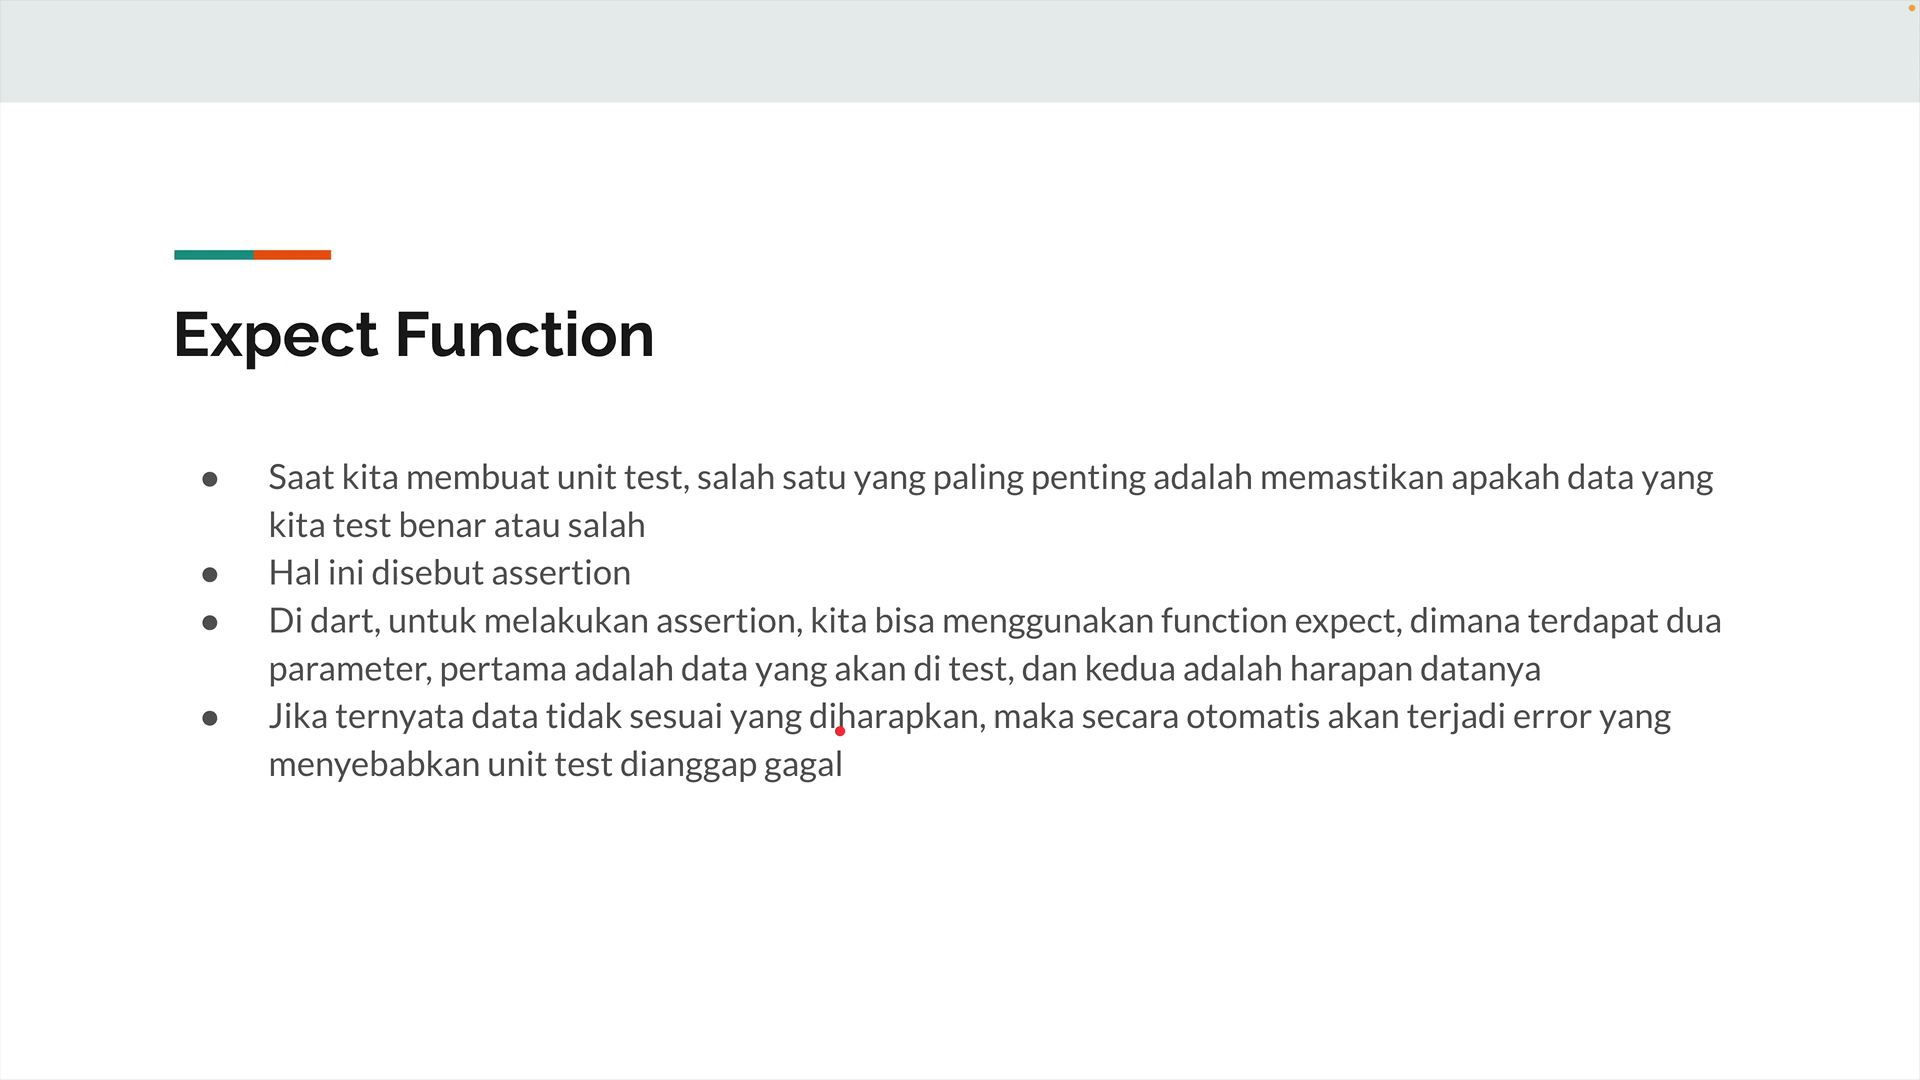 Expect Function
● Saat kita membuat unit test, salah satu yang paling penting adalah memastikan apakah data yang
kita test benar atau salah
● Hal ini disebut assertion
● Di dart, untuk melakukan assertion, kita bisa menggunakan function expect, dimana terdapat dua
parameter, pertama adalah data yang akan di test, dan kedua adalah harapan datanya
● Jika ternyata data tidak sesuai yang diharapkan, maka secara otomatis akan terjadi error yang
menyebabkan unit test dianggap gagal